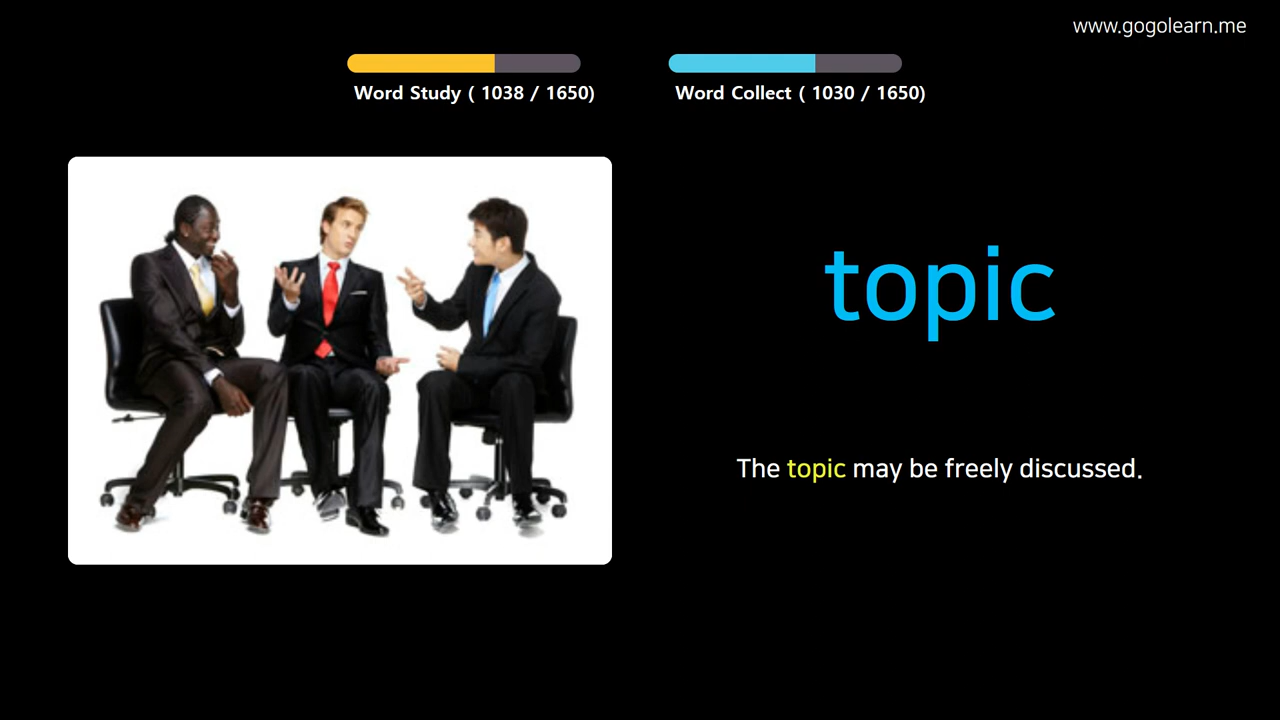 www.gogolearn.me
Word Study ( 1038 / 1650)
Word Collect ( 1030 / 1650)
topic
The topic may be freely discussed.